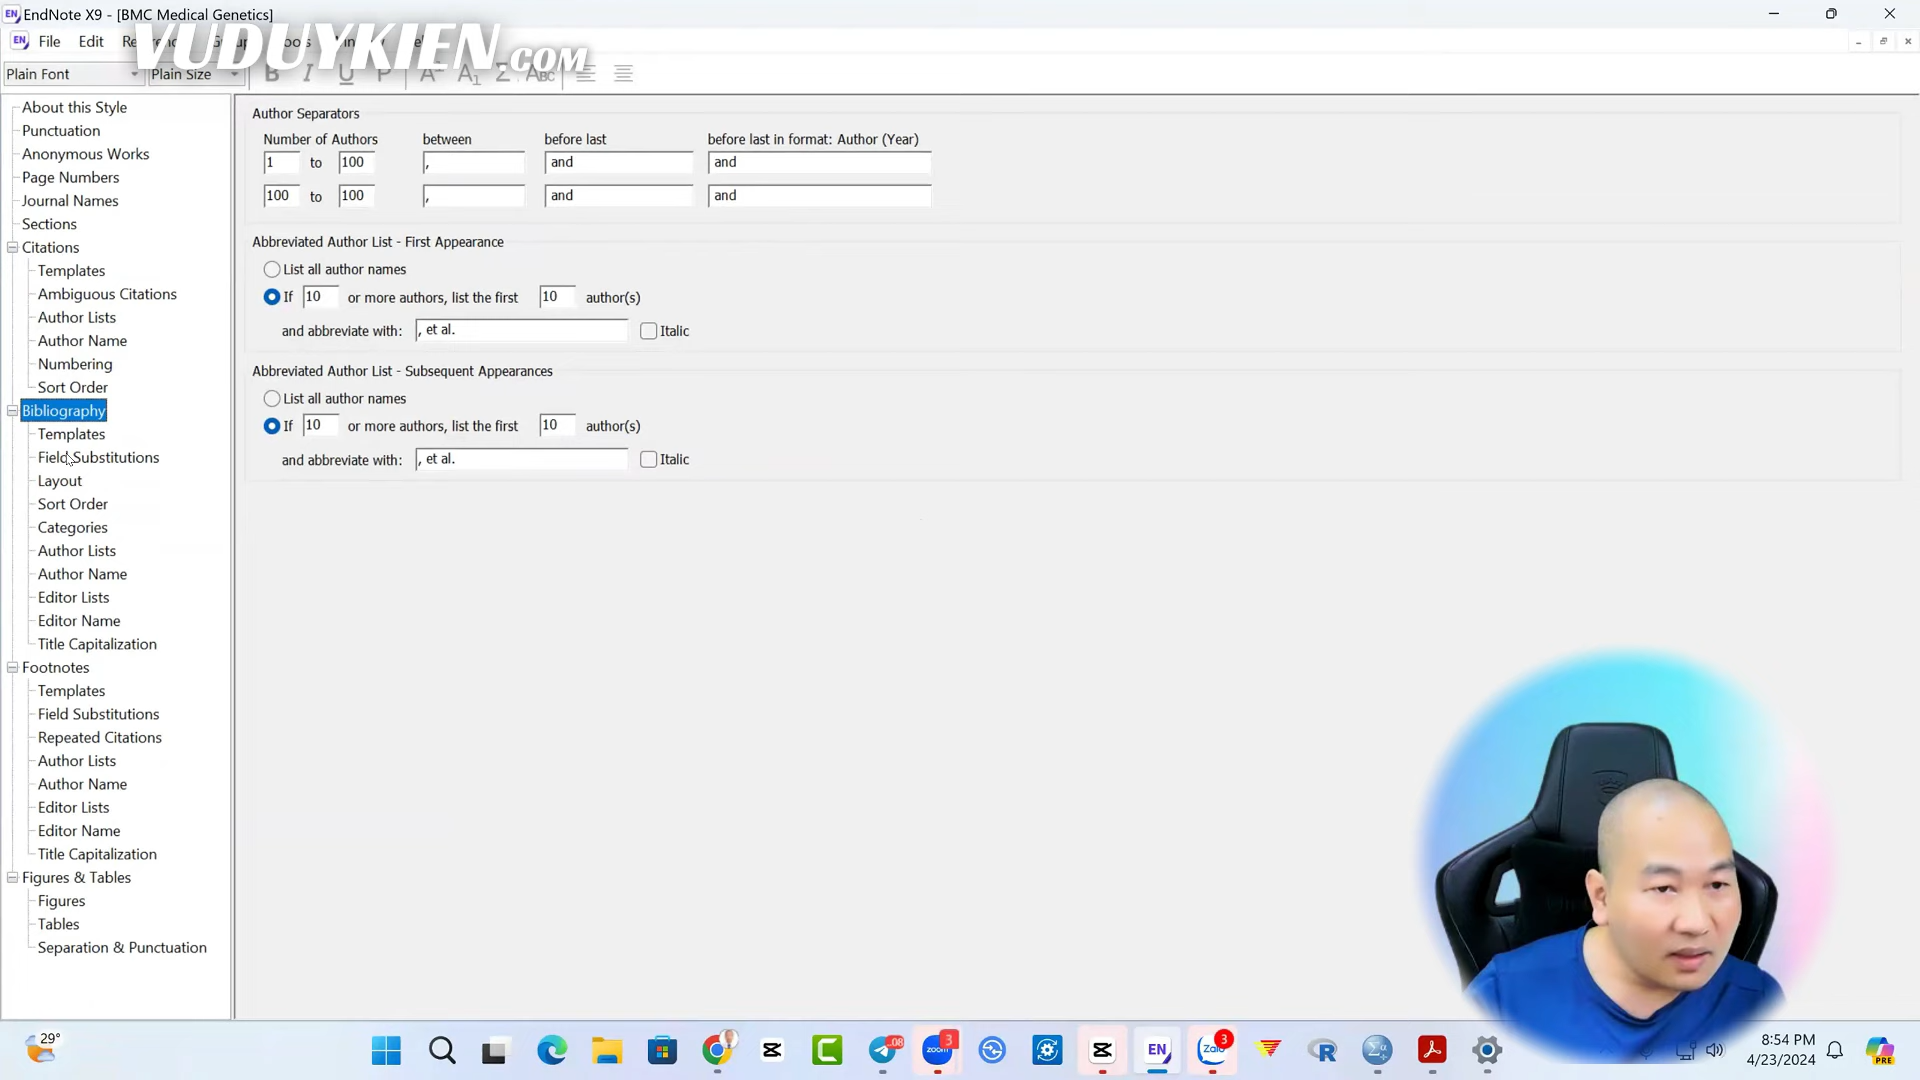 EndNote X9 - [BMC Medical Genetics]
VUDUYKIEN.COM
File Edit
Plain Font Plain Size B I U P
About this Style
Punctuation
Anonymous Works
Page Numbers
Journal Names
Sections
Citations
Templates
Ambiguous Citations
Author Lists
Author Name
Numbering
Sort Order
Bibliography
Templates
Field Substitutions
Layout
Sort Order
Categories
Author Lists
Author Name
Editor Lists
Editor Name
Title Capitalization
Footnotes
Templates
Field Substitutions
Repeated Citations
Author Lists
Author Name
Editor Lists
Editor Name
Title Capitalization
Figures & Tables
Figures
Tables
Separation & Punctuation
Author Separators
Number of Authors between before last before last in format: Author (Year)
1 to 100 , and and
100 to 100 , and and
Abbreviated Author List - First Appearance
List all author names
If 10 or more authors, list the first 10 author(s)
and abbreviate with: , et al. Italic
Abbreviated Author List - Subsequent Appearances
List all author names
If 10 or more authors, list the first 10 author(s)
and abbreviate with: , et al. Italic
29°
.08
zoom 3
EN
Zalo 3
R
8:54 PM
4/23/2024
PRE